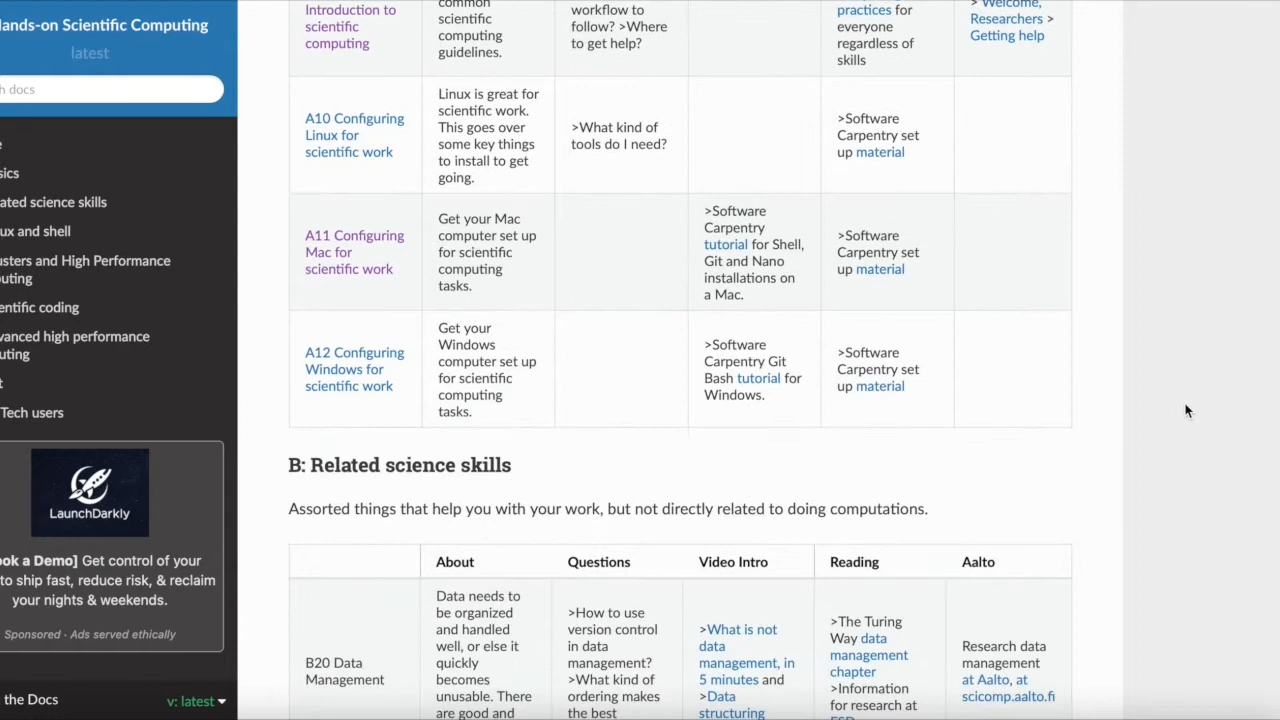 Hands-on Scientific Computing
latest
h docs
e
sics
ated science skills
ux and shell
usters and High Performance
puting
entific coding
vanced high performance
uting
t
Tech users
LaunchDarkly
ook a Demo] Get control of your
to ship fast, reduce risk, & reclaim
your nights & weekends.
Sponsored · Ads served ethically
the Docs
v: latest
Introduction to
scientific
computing
common
scientific
computing
guidelines.
workflow to
follow? >Where
to get help?
practices for
everyone
regardless of
skills
> Welcome,
Researchers >
Getting help
A10 Configuring
Linux for
scientific work
Linux is great for
scientific work.
This goes over
some key things
to install to get
going.
>What kind of
tools do I need?
>Software
Carpentry set
up material
A11 Configuring
Mac for
scientific work
Get your Mac
computer set up
for scientific
computing
tasks.
>Software
Carpentry
tutorial for Shell,
Git and Nano
installations on
a Mac.
>Software
Carpentry set
up material
A12 Configuring
Windows for
scientific work
Get your
Windows
computer set up
for scientific
computing
tasks.
>Software
Carpentry Git
Bash tutorial for
Windows.
>Software
Carpentry set
up material
B: Related science skills
Assorted things that help you with your work, but not directly related to doing computations.
About
Questions
Video Intro
Reading
Aalto
B20 Data
Management
Data needs to
be organized
and handled
well, or else it
quickly
becomes
unusable. There
are good and
>How to use
version control
in data
management?
>What kind of
ordering makes
the best
>What is not
data
management, in
5 minutes and
>Data
structuring
>The Turing
Way data
management
chapter
>Information
for research at
Research data
management
at Aalto, at
scicomp.aalto.fi